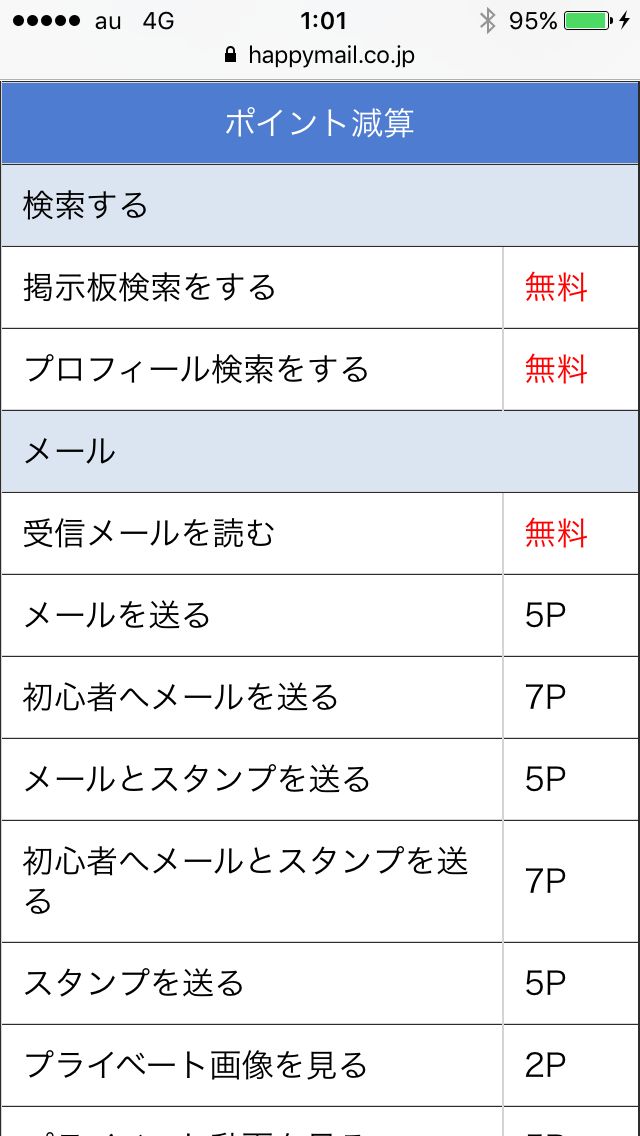 au 4G 1:01 95%
happymail.co.jp
ポイント減算
検索する
掲示板検索をする 無料
プロフィール検索をする 無料
メール
受信メールを読む 無料
メールを送る 5P
初心者へメールを送る 7P
メールとスタンプを送る 5P
初心者へメールとスタンプを送
る 7P
スタンプを送る 5P
プライベート画像を見る 2P